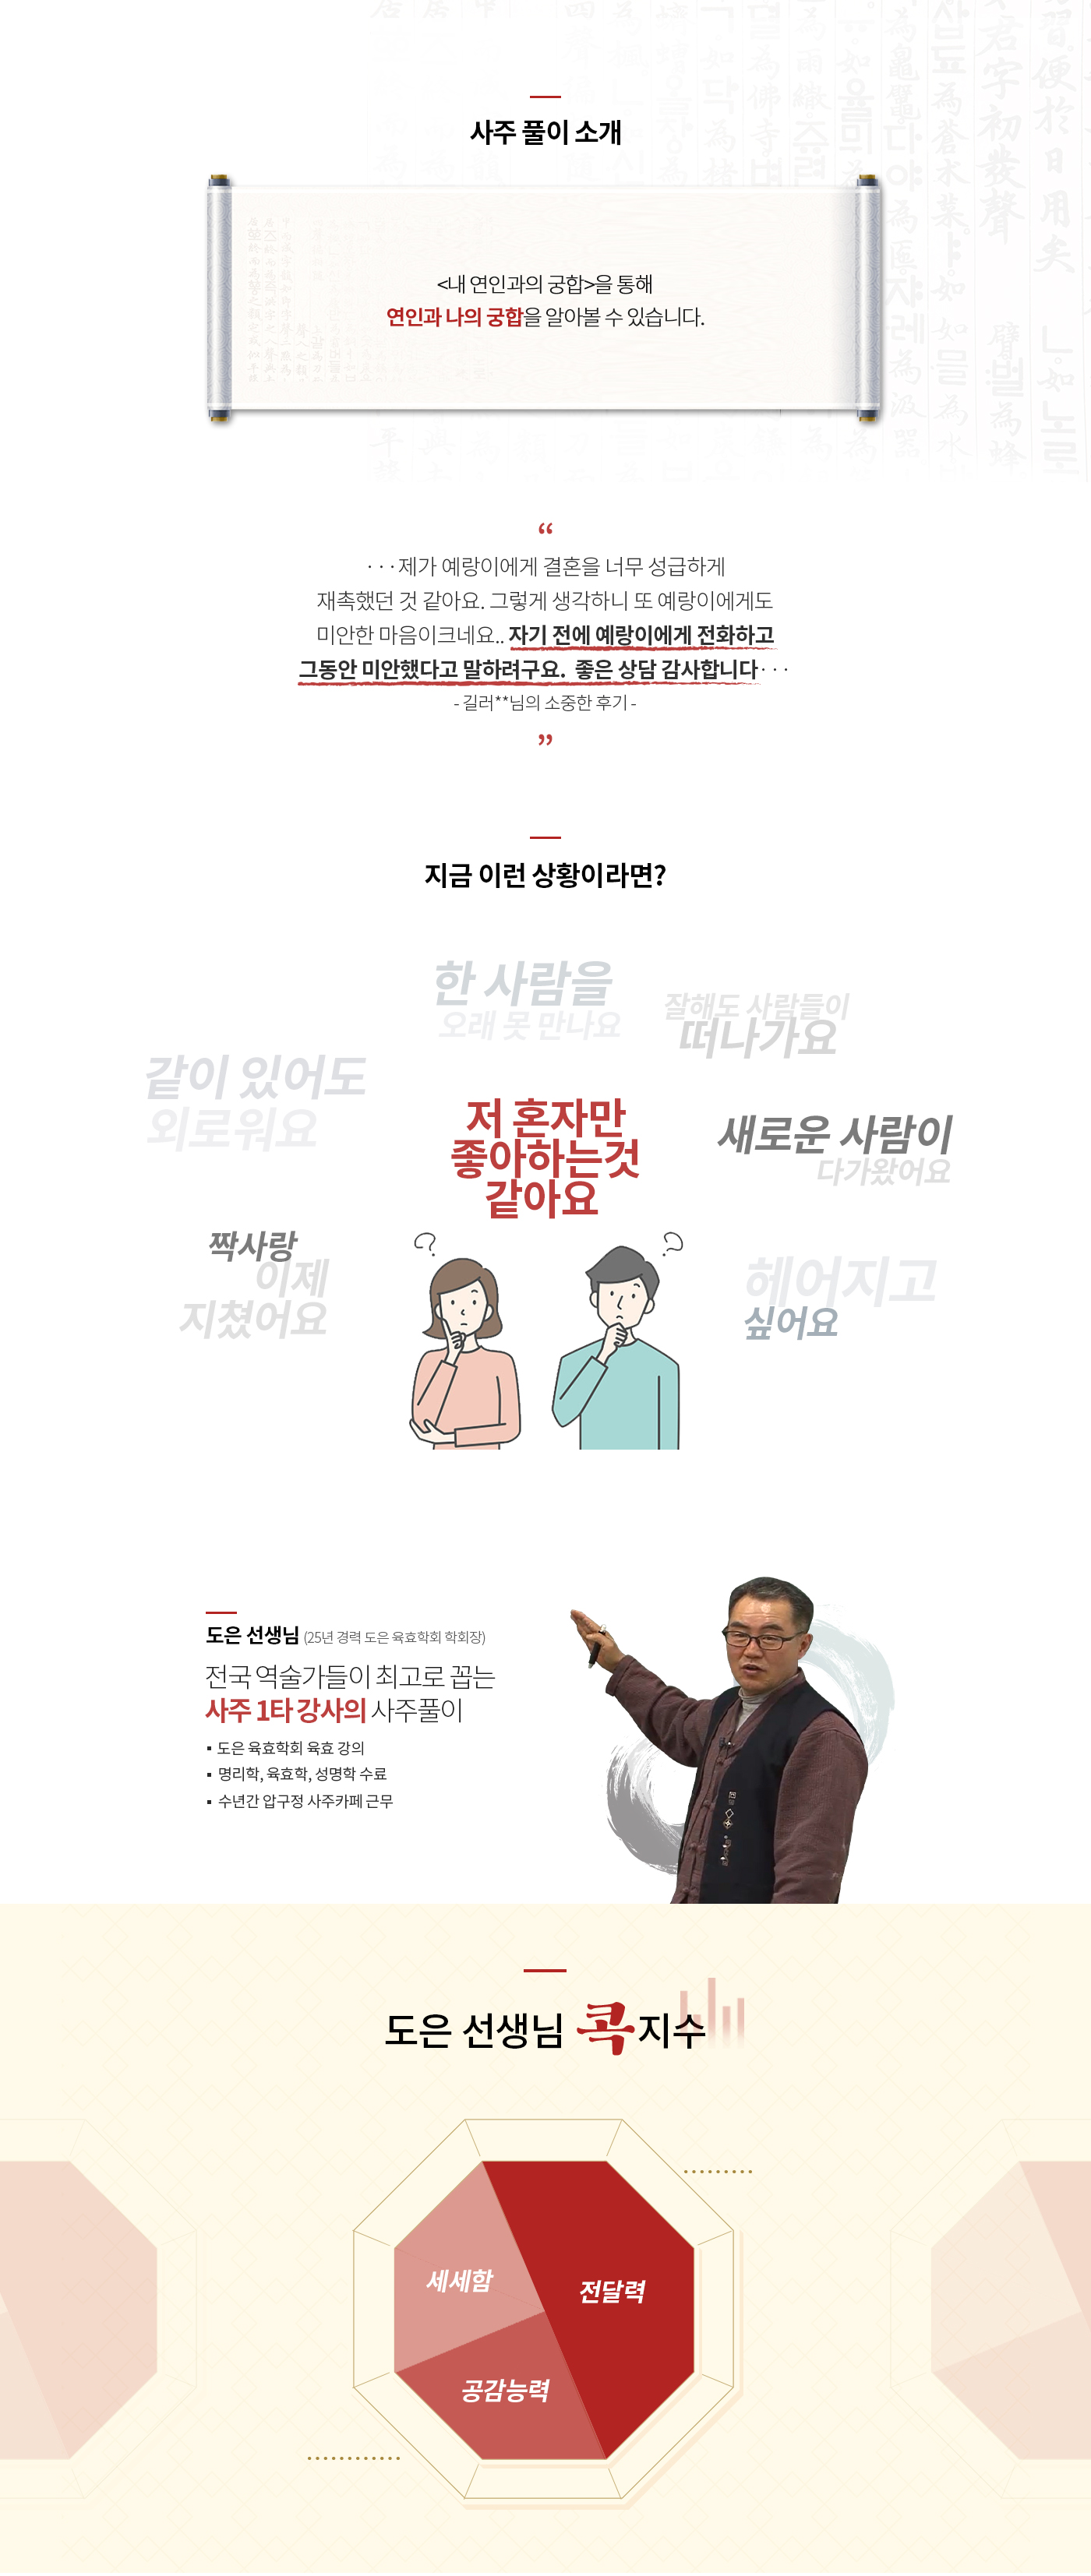 사주 풀이 소개
<내 연인과의 궁합>을 통해
연인과 나의 궁합을 알아볼 수 있습니다.
“
· · · 제가 예랑이에게 결혼을 너무 성급하게
재촉했던 것 같아요. 그렇게 생각하니 또 예랑이에게도
미안한 마음이크네요.. 자기 전에 예랑이에게 전화하고
그동안 미안했다고 말하려구요. 좋은 상담 감사합니다 · · ·
- 길러**님의 소중한 후기 -
”
지금 이런 상황이라면?
한 사람을
오래 못 만나요
잘해도 사람들이
떠나가요
같이 있어도
외로워요
저 혼자만
좋아하는것
같아요
새로운 사람이
다가왔어요
짝사랑
이제
지쳤어요
헤어지고
싶어요
도은 선생님 (25년 경력 도은 육효학회 학회장)
전국 역술가들이 최고로 꼽는
사주 1타 강사의 사주풀이
▪ 도은 육효학회 육효 강의
▪ 명리학, 육효학, 성명학 수료
▪ 수년간 압구정 사주카페 근무
도은 선생님 콕지수
세세함
전달력
공감능력